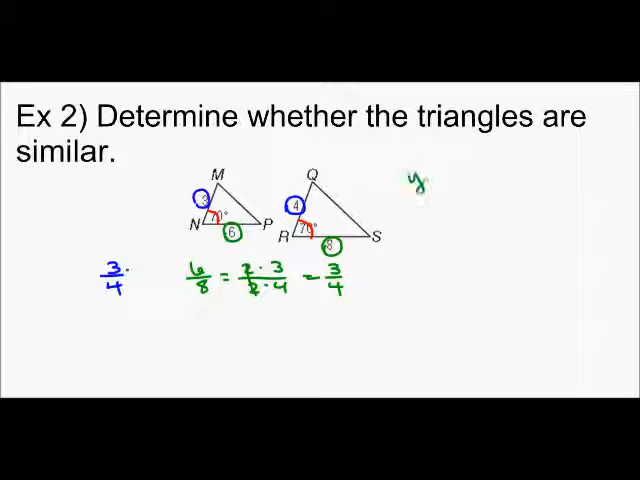 Ex 2) Determine whether the triangles are
similar.
M Q
3 4
70° 70°
N P R S
6 8
3/4 6/8 = 2·3/2·4 = 3/4